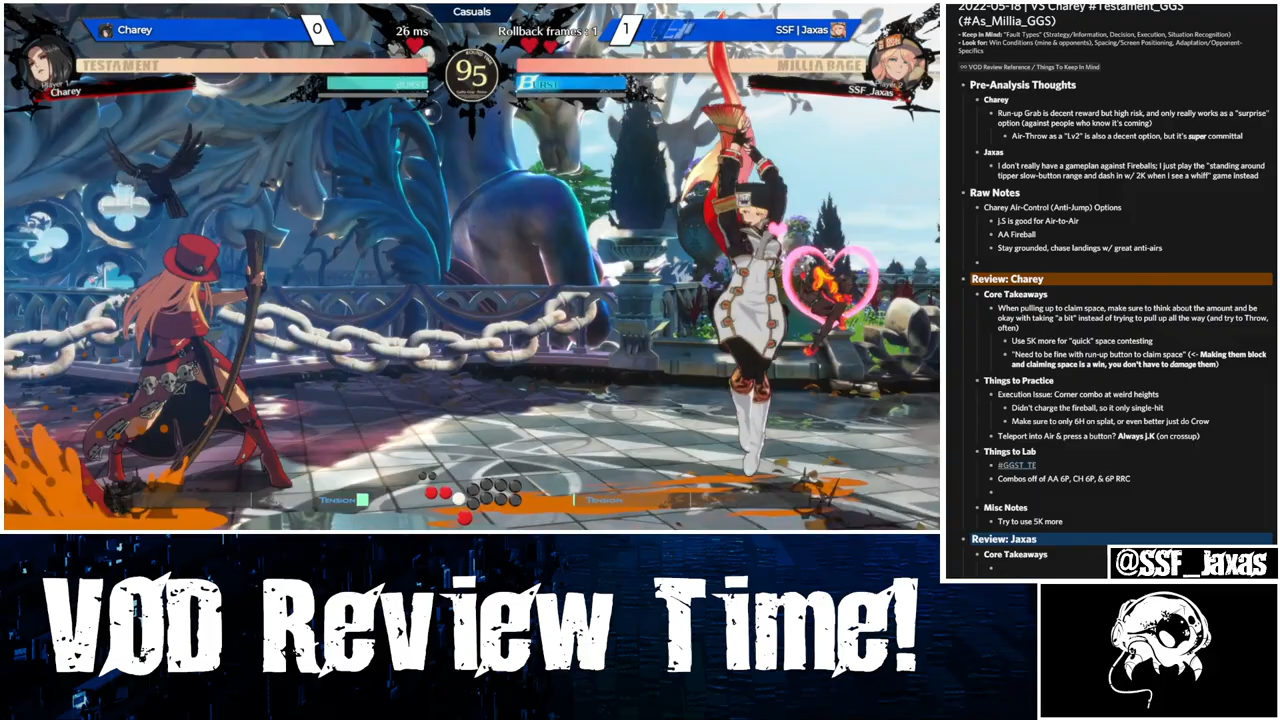 Casuals
Charey
0
26 ms
Rollback frames : 1
1
SSF | Jaxas
TESTAMENT
95
MILLIA RAGE
Player 1
Charey
BURST
BURST
Player 2
SSF_Jaxas
TENSION
TENSION
2022-05-18 | VS Charey #Testament_GGS
(#As_Millia_GGS)
• Keep In Mind: "Fault Types" (Strategy/Information, Decision, Execution, Situation Recognition)
• Look for: Win Conditions (mine & opponents), Spacing/Screen Positioning, Adaptation/Opponent-
Specifics
VOD Review Reference / Things To Keep In Mind
Pre-Analysis Thoughts
Charey
Run-up Grab is decent reward but high risk, and only really works as a "surprise"
option (against people who know it's coming)
Air-Throw as a "Lv2" is also a decent option, but it's super committal
Jaxas
I don't really have a gameplan against Fireballs; I just play the "standing around
tipper slow-button range and dash in w/ 2K when I see a whiff" game instead
Raw Notes
Charey Air-Control (Anti-Jump) Options
j.S is good for Air-to-Air
AA Fireball
Stay grounded, chase landings w/ great anti-airs
Review: Charey
Core Takeaways
When pulling up to claim space, make sure to think about the amount and be
okay with taking "a bit" instead of trying to pull up all the way (and try to Throw,
often)
Use 5K more for "quick" space contesting
"Need to be fine with run-up button to claim space" (<- Making them block
and claiming space is a win, you don't have to damage them)
Things to Practice
Execution Issue: Corner combo at weird heights
Didn't charge the fireball, so it only single-hit
Make sure to only 6H on splat, or even better just do Crow
Teleport into Air & press a button? Always j.K (on crossup)
Things to Lab
#GGST_TE
Combos off of AA 6P, CH 6P, & 6P RRC
Misc Notes
Try to use 5K more
Review: Jaxas
Core Takeaways
@SSF_Jaxas
VOD Review Time!